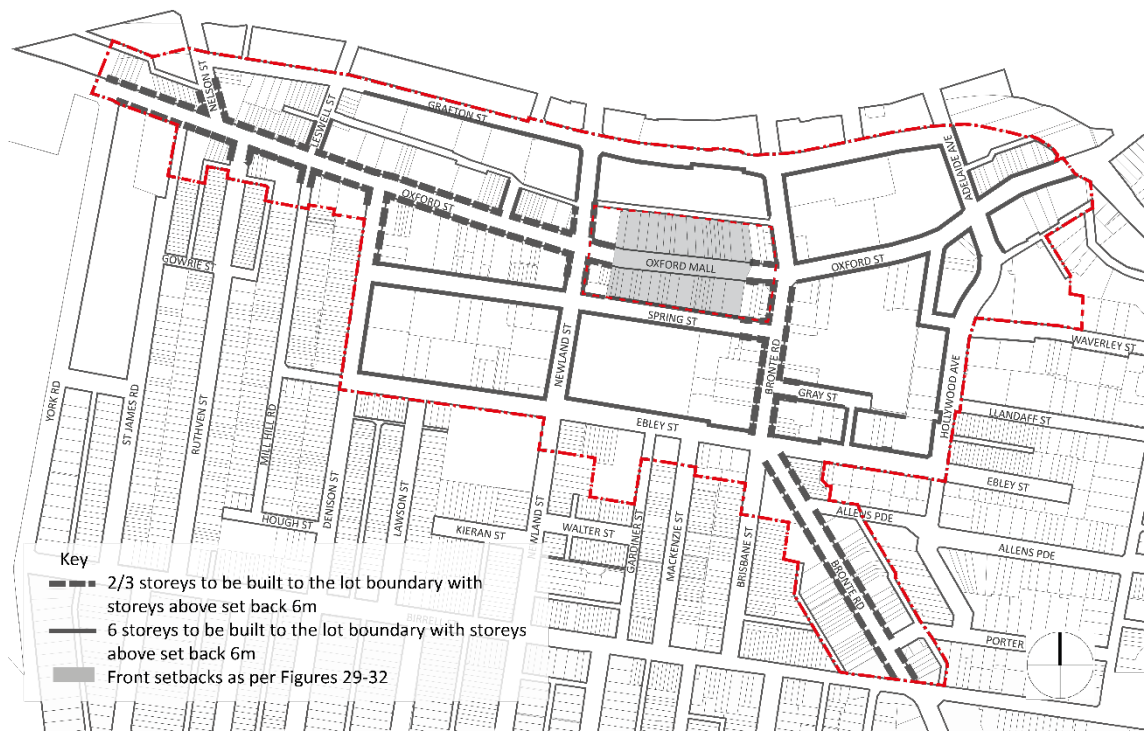 NELSON ST
LESWELL ST
GRAFTON ST
ADELAIDE AVE
OXFORD ST
OXFORD MALL
OXFORD ST
GOWRIE ST
SPRING ST
NEWLAND ST
BRONTE RD
WAVERLEY ST
GRAY ST
HOLLYWOOD AVE
LLANDAFF ST
YORK RD
ST JAMES RD
RUTHVEN ST
MILL HILL RD
EBLEY ST
EBLEY ST
DENISON ST
LAWSON ST
HOUGH ST
KIERAN ST
NEWLAND ST
WALTER ST
GARDINER ST
MACKENZIE ST
BRISBANE ST
ALLENS PDE
ALLENS PDE
BRONTE RD
PORTER
Key
2/3 storeys to be built to the lot boundary with
storeys above set back 6m
6 storeys to be built to the lot boundary with storeys
above set back 6m
Front setbacks as per Figures 29-32